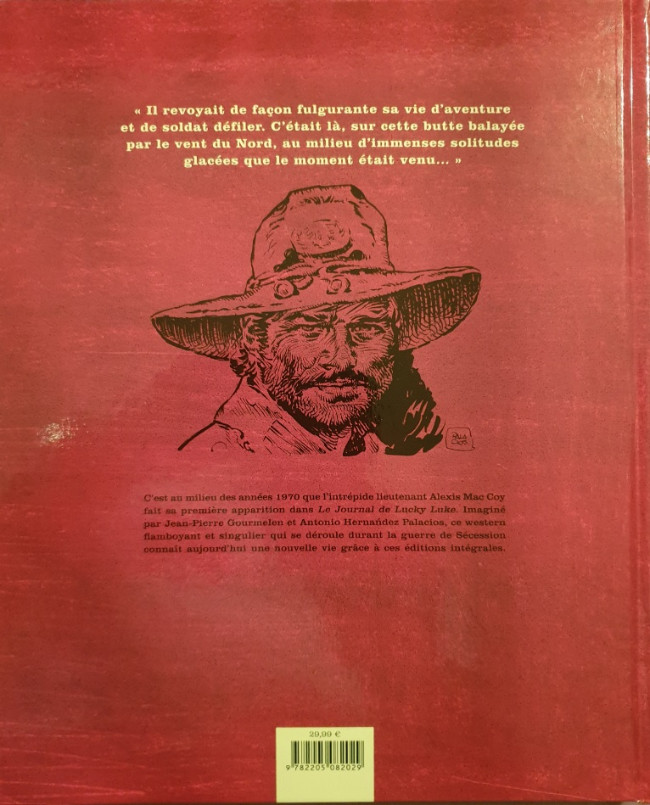 « Il revoyait de façon fulgurante sa vie d’aventure
et de soldat défiler. C’était là, sur cette butte balayée
par le vent du Nord, au milieu d’immenses solitudes
glacées que le moment était venu... »
C’est au milieu des années 1970 que l’intrépide lieutenant Alexis Mac Coy
fait sa première apparition dans Le Journal de Lucky Luke. Imaginé
par Jean-Pierre Gourmelen et Antonio Hernandez Palacios, ce western
flamboyant et singulier qui se déroule durant la guerre de Sécession
connaît aujourd’hui une nouvelle vie grâce à ces éditions intégrales.
29,99 €
9 782205 082029